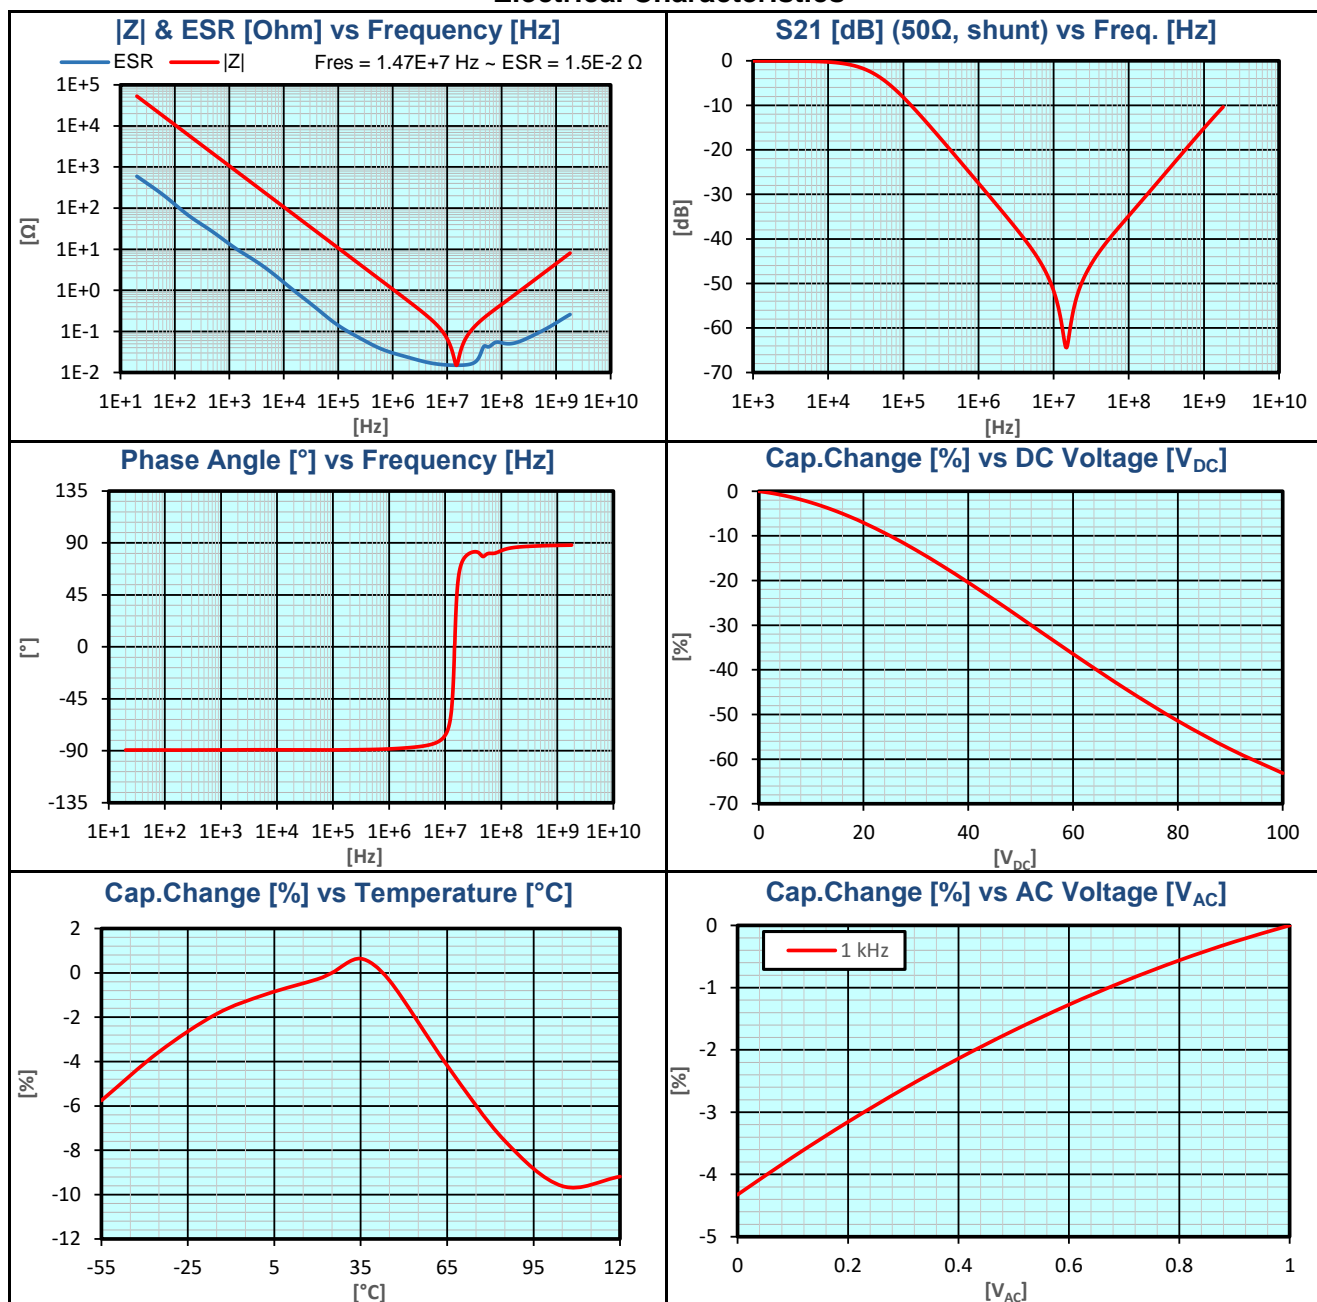 |Z| & ESR [Ohm] vs Frequency [Hz]
ESR |Z| Fres = 1.47E+7 Hz ~ ESR = 1.5E-2 Ω
1E+5
1E+4
1E+3
1E+2
1E+1
1E+0
1E-1
1E-2
[Ω]
1E+1 1E+2 1E+3 1E+4 1E+5 1E+6 1E+7 1E+8 1E+9 1E+10
[Hz]
S21 [dB] (50Ω, shunt) vs Freq. [Hz]
0
-10
-20
-30
-40
-50
-60
-70
[dB]
1E+3 1E+4 1E+5 1E+6 1E+7 1E+8 1E+9 1E+10
[Hz]
Phase Angle [°] vs Frequency [Hz]
135
90
45
0
-45
-90
-135
[°]
1E+1 1E+2 1E+3 1E+4 1E+5 1E+6 1E+7 1E+8 1E+9 1E+10
[Hz]
Cap.Change [%] vs DC Voltage [VDC]
0
-10
-20
-30
-40
-50
-60
-70
[%]
0 20 40 60 80 100
[VDC]
Cap.Change [%] vs Temperature [°C]
2
0
-2
-4
-6
-8
-10
-12
[%]
-55 -25 5 35 65 95 125
[°C]
Cap.Change [%] vs AC Voltage [VAC]
1 kHz
0
-1
-2
-3
-4
-5
[%]
0 0.2 0.4 0.6 0.8 1
[VAC]